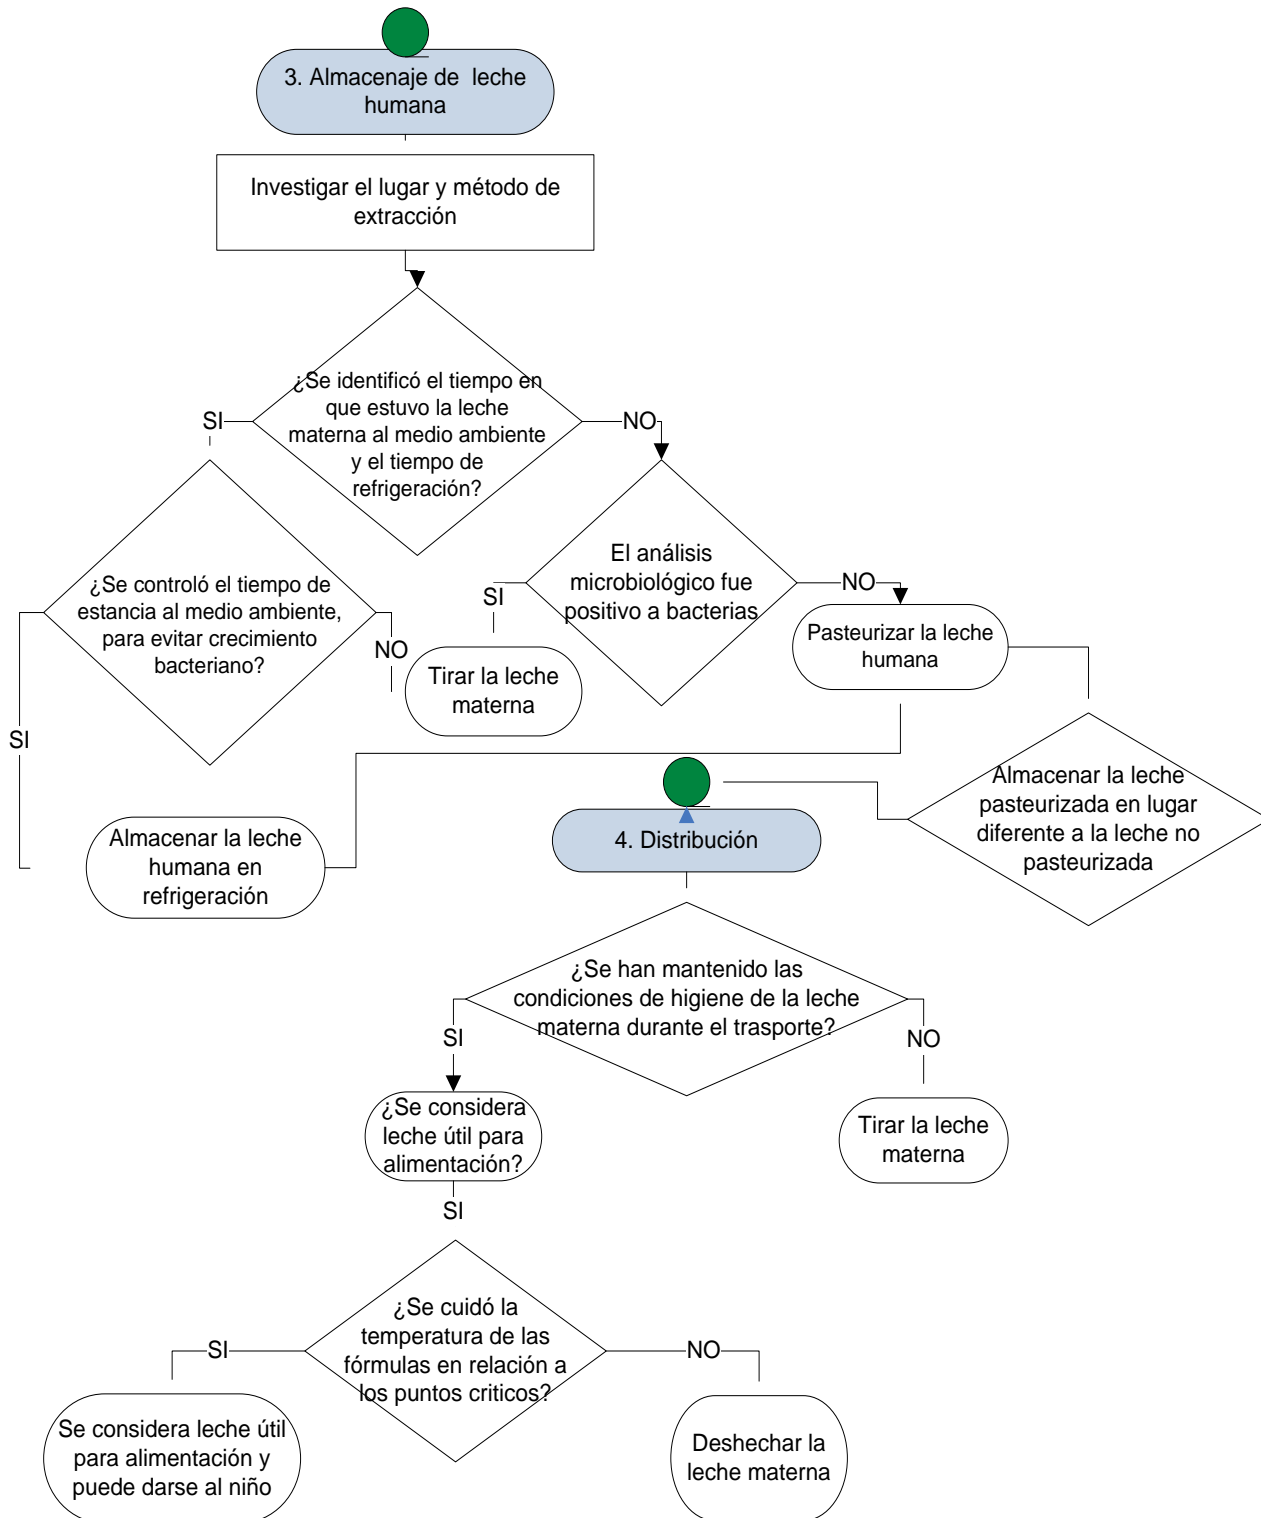 3. Almacenaje de leche
humana
Investigar el lugar y método de
extracción
¿Se identificó el tiempo en
que estuvo la leche
materna al medio ambiente
y el tiempo de
refrigeración?
SI
NO
¿Se controló el tiempo de
estancia al medio ambiente,
para evitar crecimiento
bacteriano?
El análisis
microbiológico fue
positivo a bacterias
SI
NO
NO
SI
Tirar la leche
materna
Pasteurizar la leche
humana
Almacenar la leche
humana en
refrigeración
Almacenar la leche
pasteurizada en lugar
diferente a la leche no
pasteurizada
4. Distribución
¿Se han mantenido las
condiciones de higiene de la leche
materna durante el trasporte?
SI
NO
¿Se considera
leche útil para
alimentación?
Tirar la leche
materna
SI
¿Se cuidó la
temperatura de las
fórmulas en relación a
los puntos criticos?
SI
NO
Se considera leche útil
para alimentación y
puede darse al niño
Deshechar la
leche materna